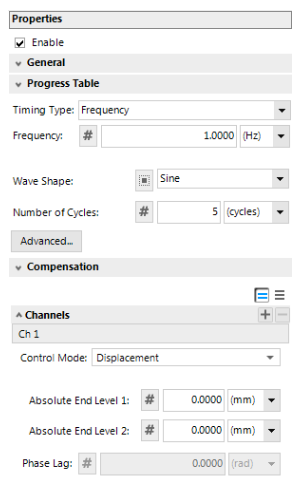 Properties
Enable
General
Progress Table
Timing Type: Frequency
Frequency: # 1.0000 (Hz)
Wave Shape: Sine
Number of Cycles: # 5 (cycles)
Advanced...
Compensation
Channels
Ch 1
Control Mode: Displacement
Absolute End Level 1: # 0.0000 (mm)
Absolute End Level 2: # 0.0000 (mm)
Phase Lag: # 0.0000 (rad)